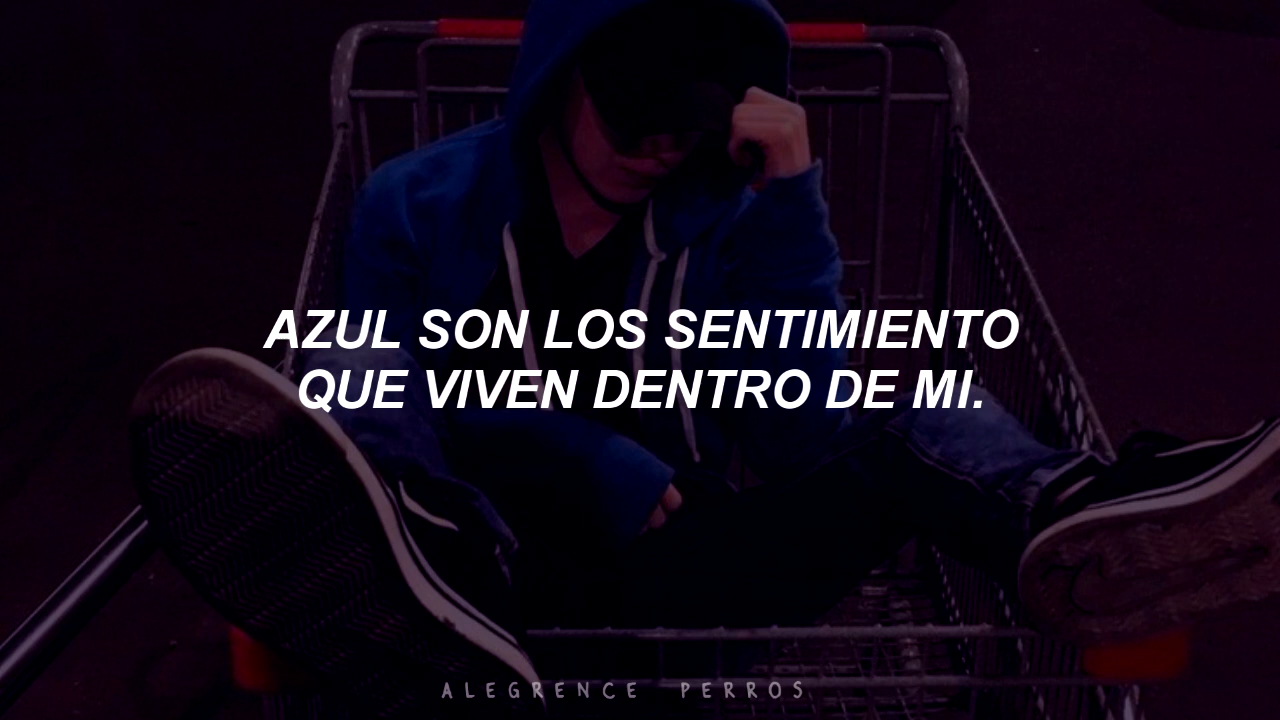 AZUL SON LOS SENTIMIENTO
QUE VIVEN DENTRO DE MI.
ALEGRENCE PERROS